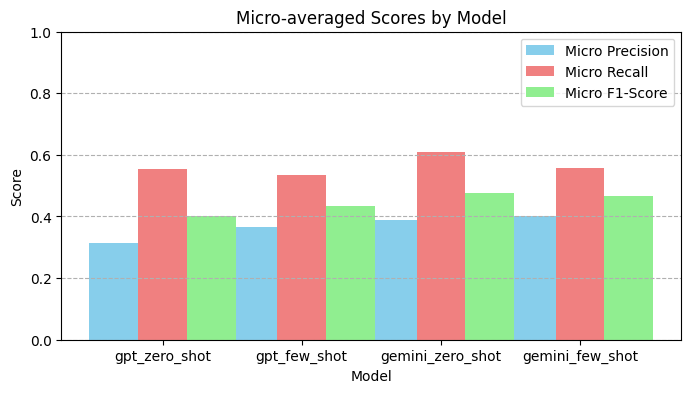 Micro-averaged Scores by Model
1.0
0.8
0.6
0.4
0.2
0.0
Score
Micro Precision
Micro Recall
Micro F1-Score
gpt_zero_shot gpt_few_shot gemini_zero_shot gemini_few_shot
Model